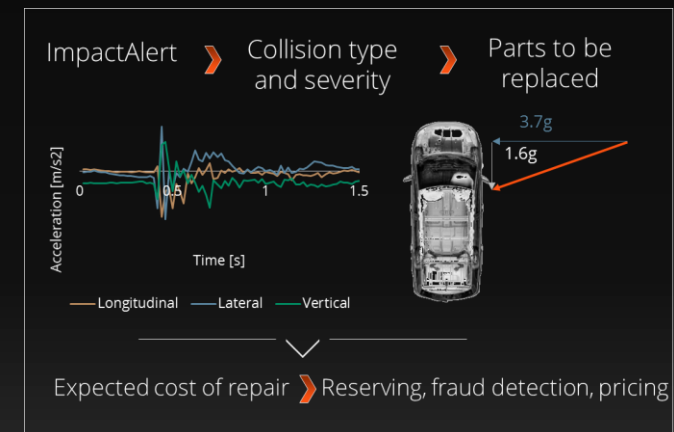 ImpactAlert
Collision type
and severity
Parts to be
replaced
3.7g
1.6g
Acceleration [m/s2]
0
0.5
1
1.5
Time [s]
Longitudinal
Lateral
Vertical
Expected cost of repair
Reserving, fraud detection, pricing